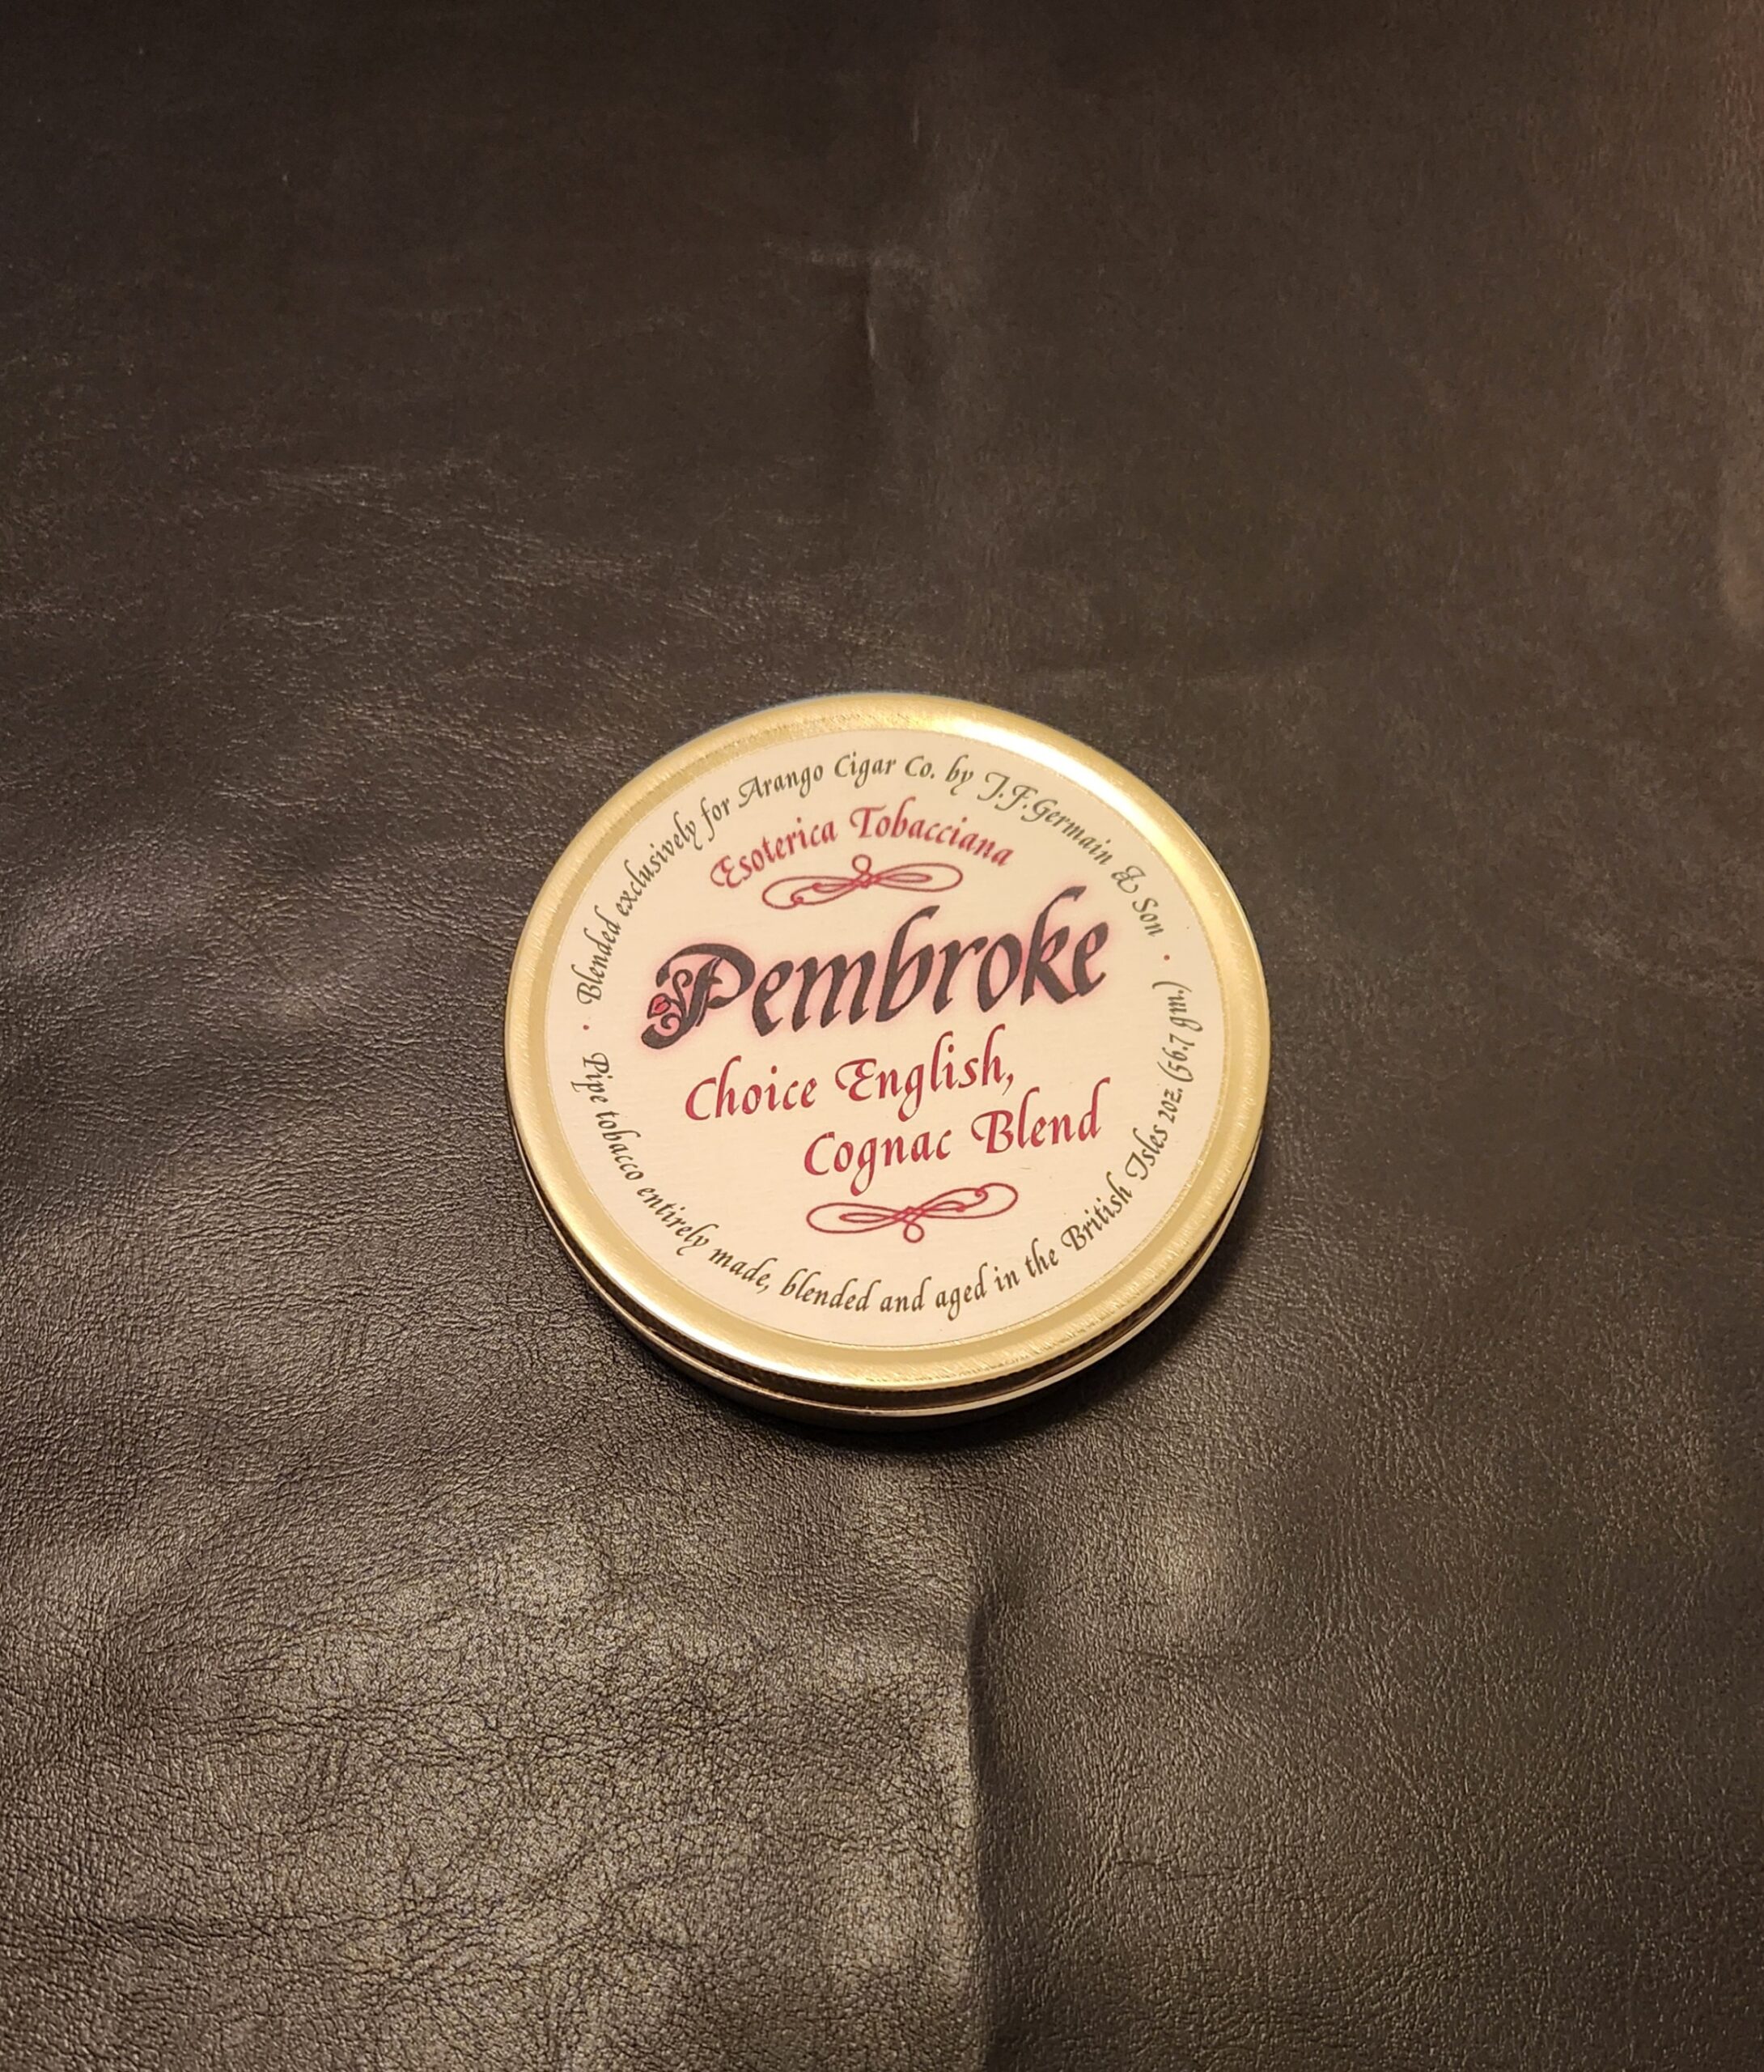 · Blended exclusively for Arango Cigar Co. by J.F. Germain & Son ·
Esoterica Tobacciana
Pembroke
Choice English,
Cognac Blend
Pipe tobacco entirely made, blended and aged in the British Isles 2oz. (56.7 gm.)